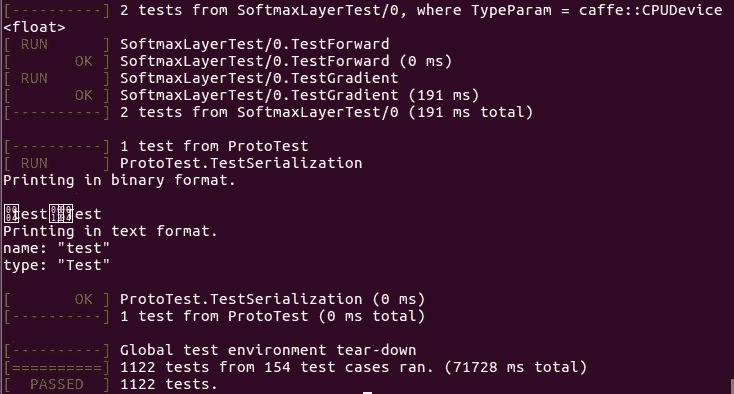 [----------] 2 tests from SoftmaxLayerTest/0, where TypeParam = caffe::CPUDevice
<float>
[ RUN      ] SoftmaxLayerTest/0.TestForward
[       OK ] SoftmaxLayerTest/0.TestForward (0 ms)
[ RUN      ] SoftmaxLayerTest/0.TestGradient
[       OK ] SoftmaxLayerTest/0.TestGradient (191 ms)
[----------] 2 tests from SoftmaxLayerTest/0 (191 ms total)
[----------] 1 test from ProtoTest
[ RUN      ] ProtoTest.TestSerialization
Printing in binary format.
test Test
Printing in text format.
name: "test"
type: "Test"
[       OK ] ProtoTest.TestSerialization (0 ms)
[----------] 1 test from ProtoTest (0 ms total)
[----------] Global test environment tear-down
[==========] 1122 tests from 154 test cases ran. (71728 ms total)
[  PASSED  ] 1122 tests.